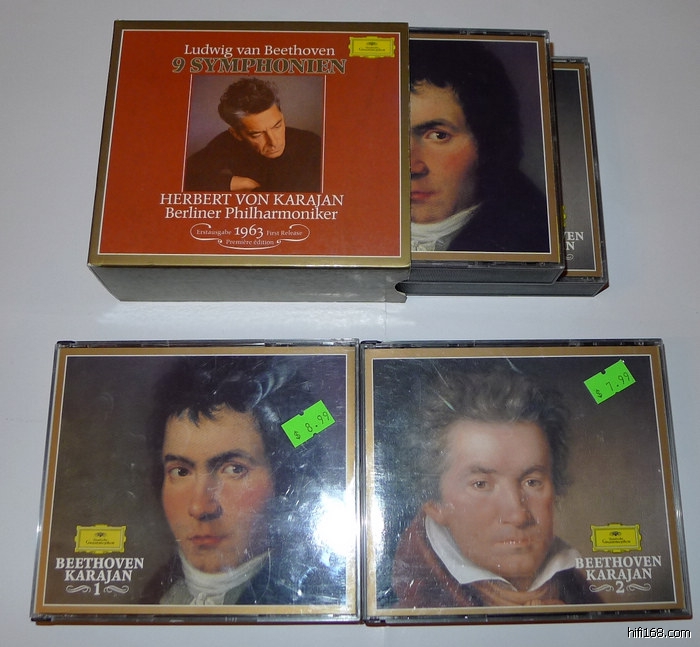 Ludwig van Beethoven
9 SYMPHONIEN
HERBERT VON KARAJAN
Berliner Philharmoniker
Erstausgabe 1963 First Release
Première édition
EN
N
$ 8.99
$ 7.99
BEETHOVEN
KARAJAN
1
BEETHOVEN
KARAJAN
2
hifi168.com